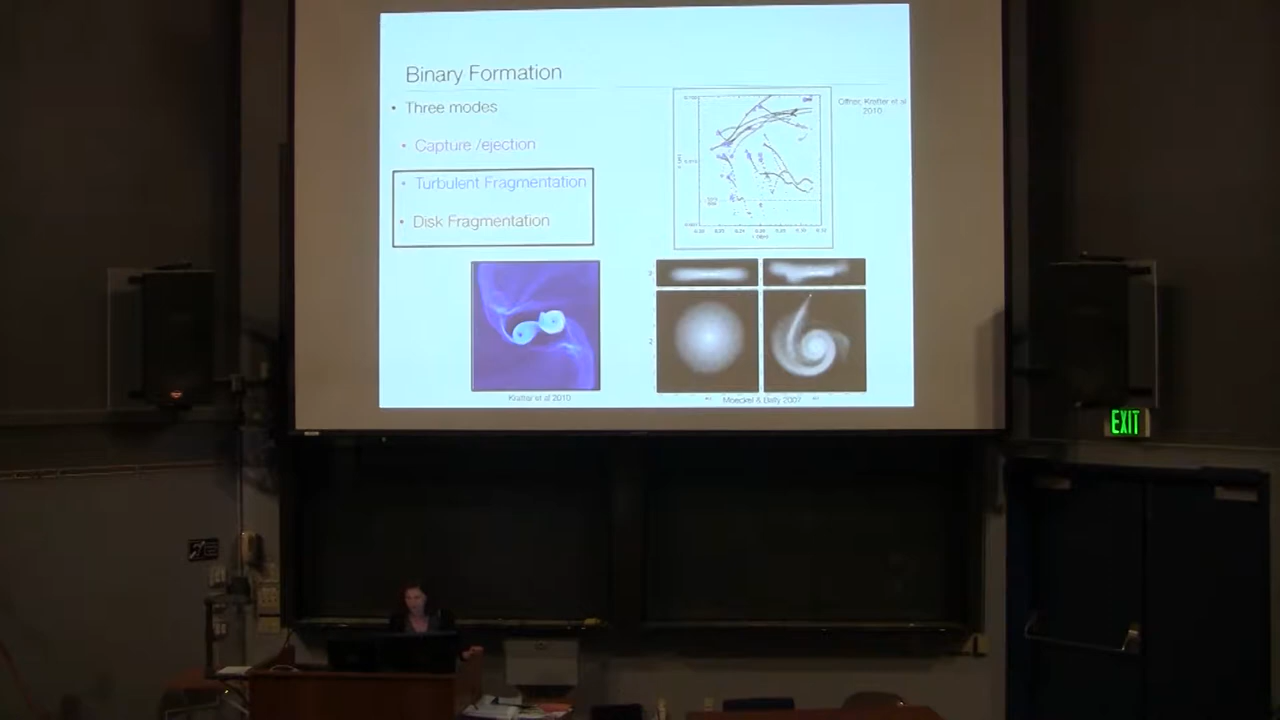 Binary Formation
• Three modes
• Capture /ejection
• Turbulent Fragmentation
• Disk Fragmentation
Offner, Kratter et al
2010
Kratter et al 2010
Moeckel & Bally 2007
EXIT